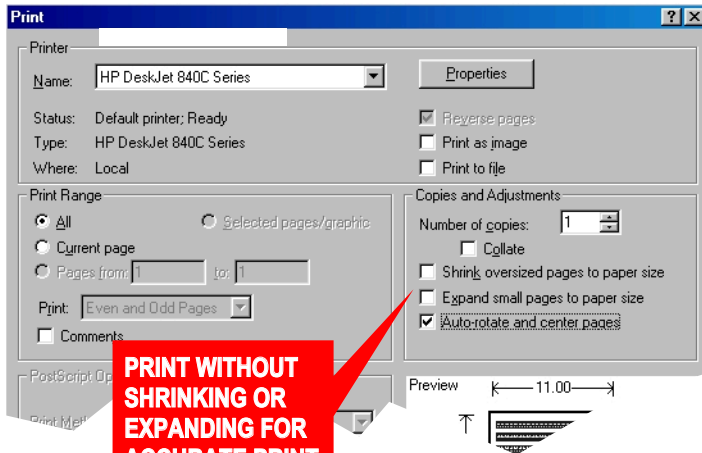 Print
Printer
Name: HP DeskJet 840C Series
Properties
Status: Default printer; Ready
Type: HP DeskJet 840C Series
Where: Local
Reverse pages
Print as image
Print to file
Print Range
All
Selected pages/graphic
Current page
Pages from: 1 to: 1
Print: Even and Odd Pages
Comments
Copies and Adjustments
Number of copies: 1
Collate
Shrink oversized pages to paper size
Expand small pages to paper size
Auto-rotate and center pages
PostScript
Print
PRINT WITHOUT
SHRINKING OR
EXPANDING FOR
ACCURATE PRINT
Preview
11.00